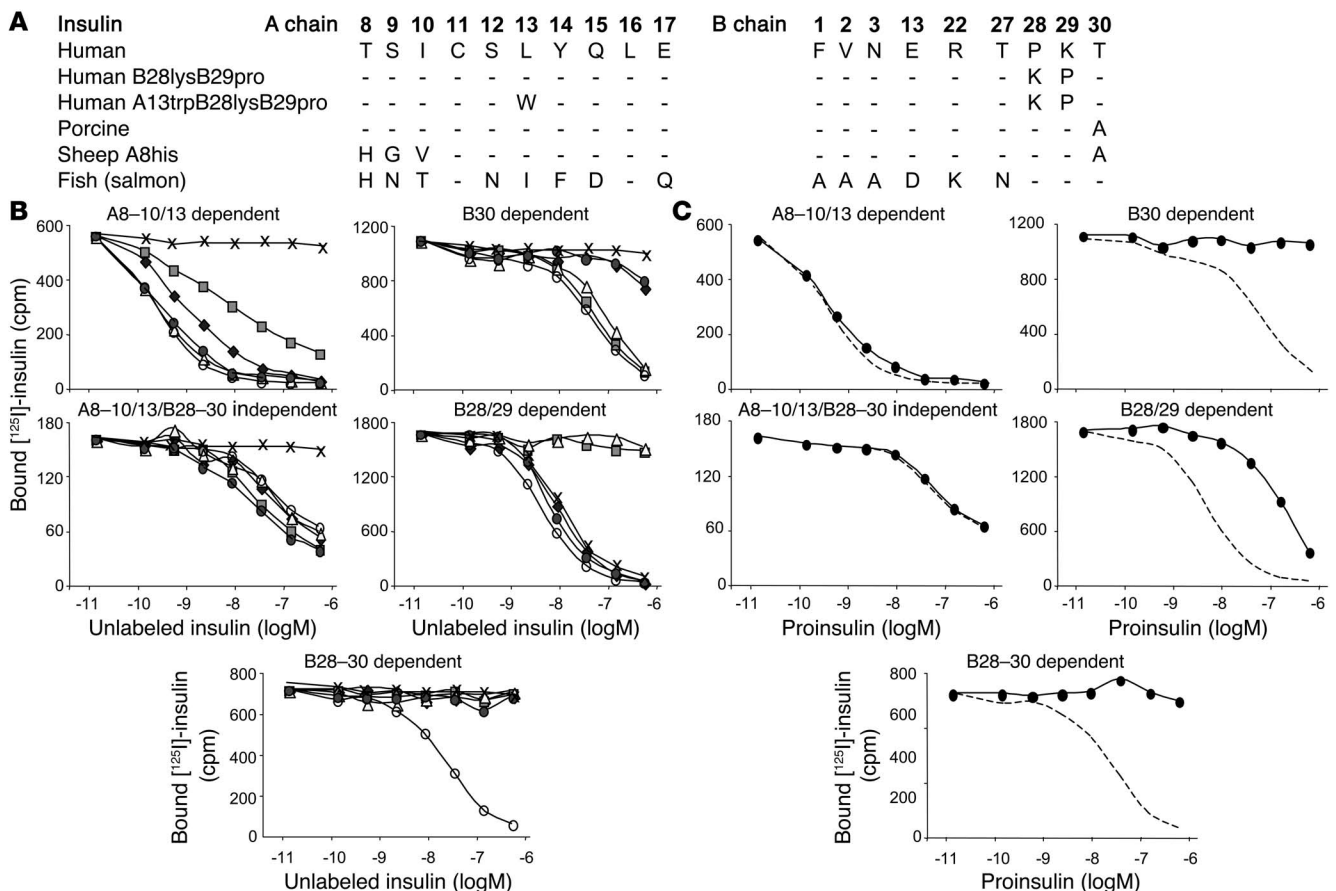 A Insulin A chain 8 9 10 11 12 13 14 15 16 17 B chain 1 2 3 13 22 27 28 29 30
Human T S I C S L Y Q L E F V N E R T P K T
Human B28lysB29pro - - - - - - - - - - - - - - - - K P -
Human A13trpB28lysB29pro - - - - - W - - - - - - - - - - K P -
Porcine - - - - - - - - - - - - - - - - - - A
Sheep A8his H G V - - - - - - - - - - - - - - - A
Fish (salmon) H N T - N I F D - Q A A A D K N - - -
B
A8–10/13 dependent
600
400
200
0
B30 dependent
1200
800
400
0
A8–10/13/B28–30 independent
180
120
60
0
-11 -10 -9 -8 -7 -6
Unlabeled insulin (logM)
B28/29 dependent
1800
1200
600
0
-11 -10 -9 -8 -7 -6
Unlabeled insulin (logM)
Bound [125I]-insulin (cpm)
B28–30 dependent
800
600
400
200
0
-11 -10 -9 -8 -7 -6
Unlabeled insulin (logM)
Bound [125I]-insulin
(cpm)
C
A8–10/13 dependent
600
400
200
0
B30 dependent
1200
800
400
0
A8–10/13/B28–30 independent
180
120
60
0
-11 -10 -9 -8 -7 -6
Proinsulin (logM)
B28/29 dependent
1800
1200
600
0
-11 -10 -9 -8 -7 -6
Proinsulin (logM)
Bound [125I]-insulin (cpm)
B28–30 dependent
800
600
400
200
0
-11 -10 -9 -8 -7 -6
Proinsulin (logM)
Bound [125I]-insulin
(cpm)